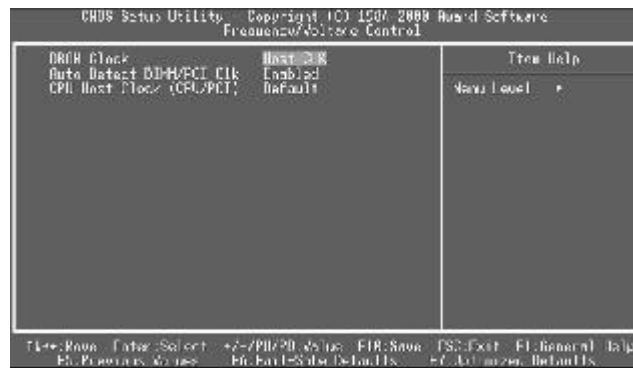 CMOS Setup Utility - Copyright (C) 1984-2000 Award Software
Frequency/Voltage Control
DRAM Clock Host CLK
Auto Detect DIMM/PCI Clk Enabled
CPU Host Clock (CPU/PCI) Default
Item Help
Menu Level
:Move Enter:Select +/-/PU/PD:Value F10:Save ESC:Exit F1:General Help
F5:Previous Values F6:Fail-Safe Defaults F7:Optimized Defaults